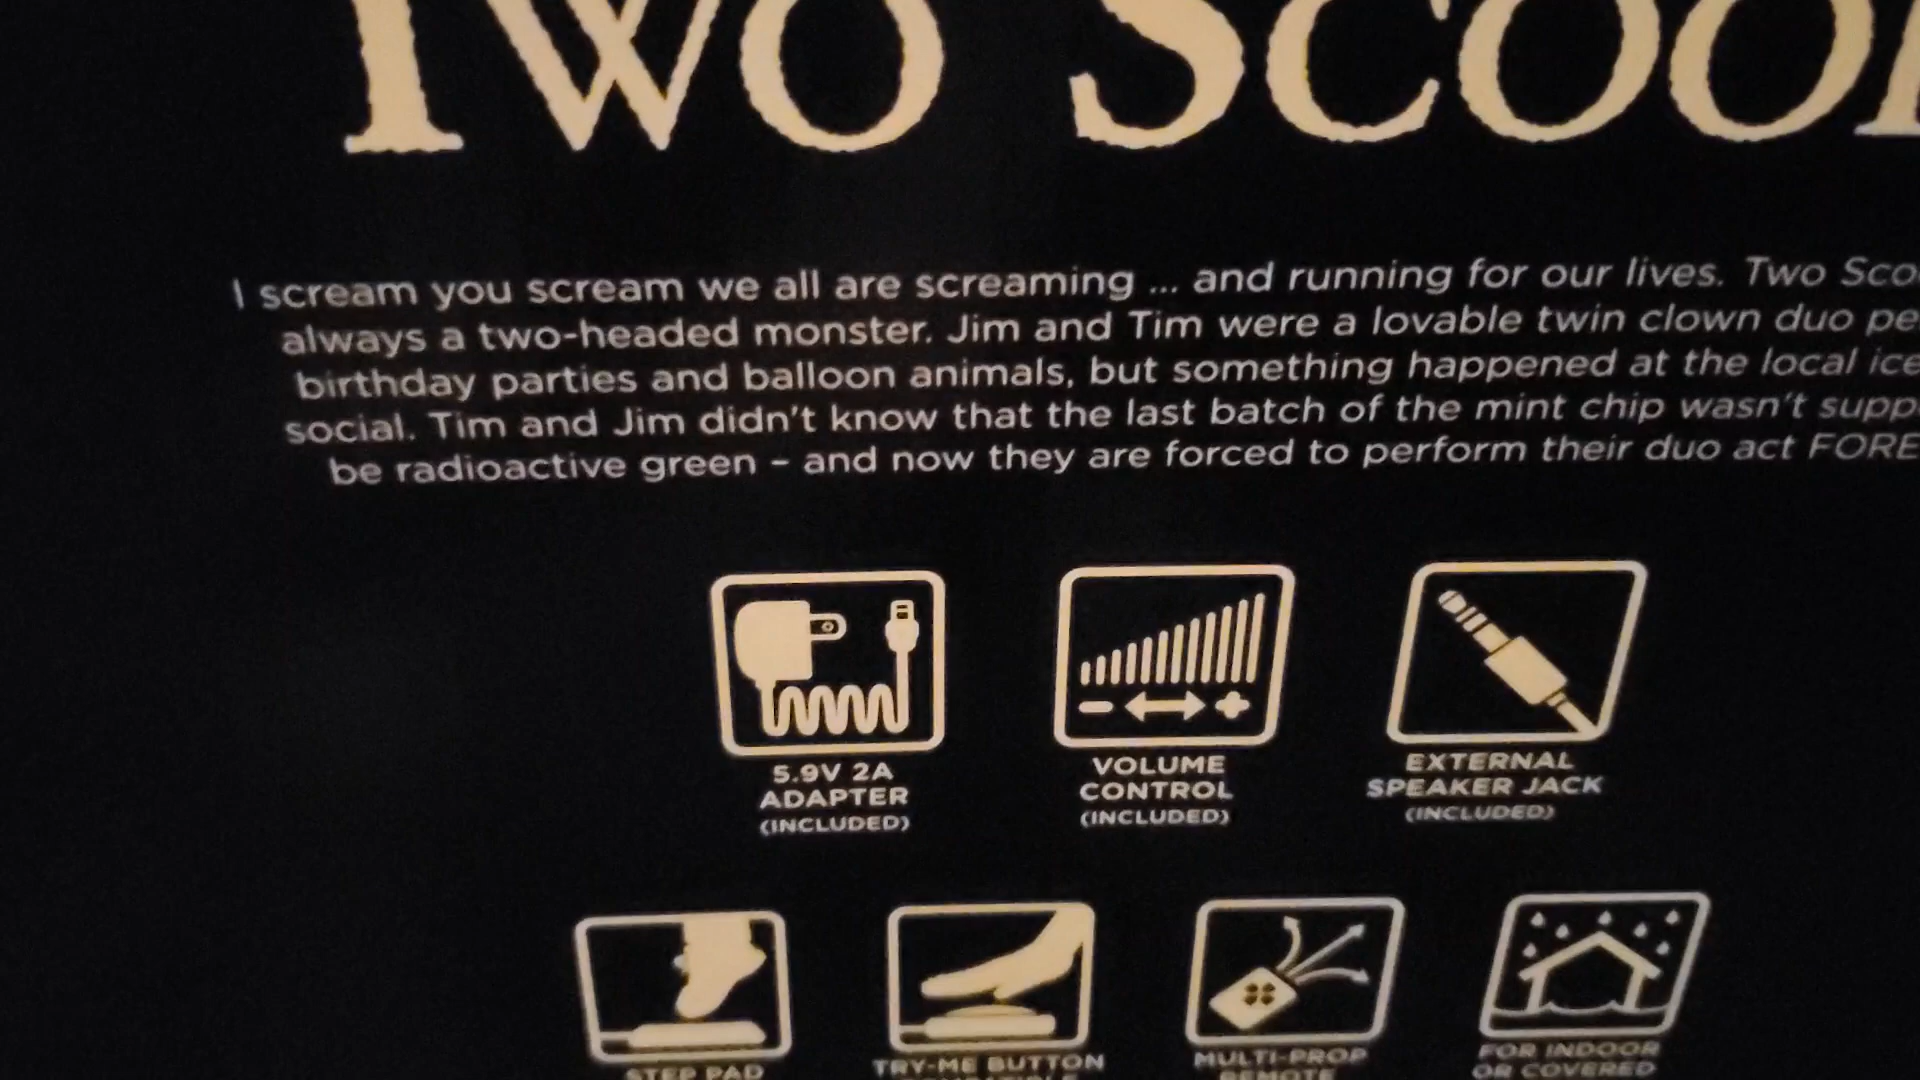 TWO SCOO
I scream you scream we all are screaming ... and running for our lives. Two Sco
always a two-headed monster. Jim and Tim were a lovable twin clown duo pe
birthday parties and balloon animals, but something happened at the local ice
social. Tim and Jim didn't know that the last batch of the mint chip wasn't supp
be radioactive green – and now they are forced to perform their duo act FORE
5.9V 2A
ADAPTER
(INCLUDED)
VOLUME
CONTROL
(INCLUDED)
EXTERNAL
SPEAKER JACK
(INCLUDED)
STEP PAD
TRY-ME BUTTON
COMPATIBLE
MULTI-PROP
REMOTE
FOR INDOOR
OR COVERED